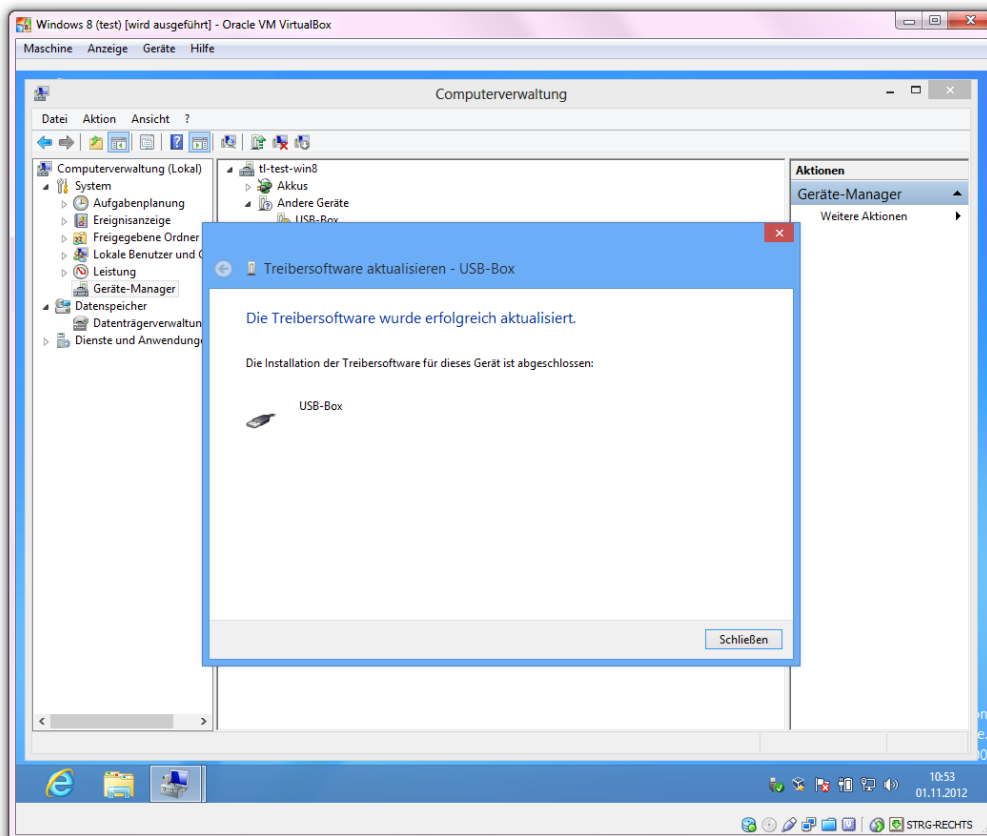 Windows 8 (test) [wird ausgeführt] - Oracle VM VirtualBox
Maschine Anzeige Geräte Hilfe
Computerverwaltung
Datei Aktion Ansicht ?
Computerverwaltung (Lokal)
System
Aufgabenplanung
Ereignisanzeige
Freigegebene Ordner
Lokale Benutzer und G
Leistung
Geräte-Manager
Datenspeicher
Datenträgerverwaltun
Dienste und Anwendung
tl-test-win8
Akkus
Andere Geräte
USB-Box
Aktionen
Geräte-Manager
Weitere Aktionen
Treibersoftware aktualisieren - USB-Box
Die Treibersoftware wurde erfolgreich aktualisiert.
Die Installation der Treibersoftware für dieses Gerät ist abgeschlossen:
USB-Box
Schließen
10:53
01.11.2012
STRG-RECHTS